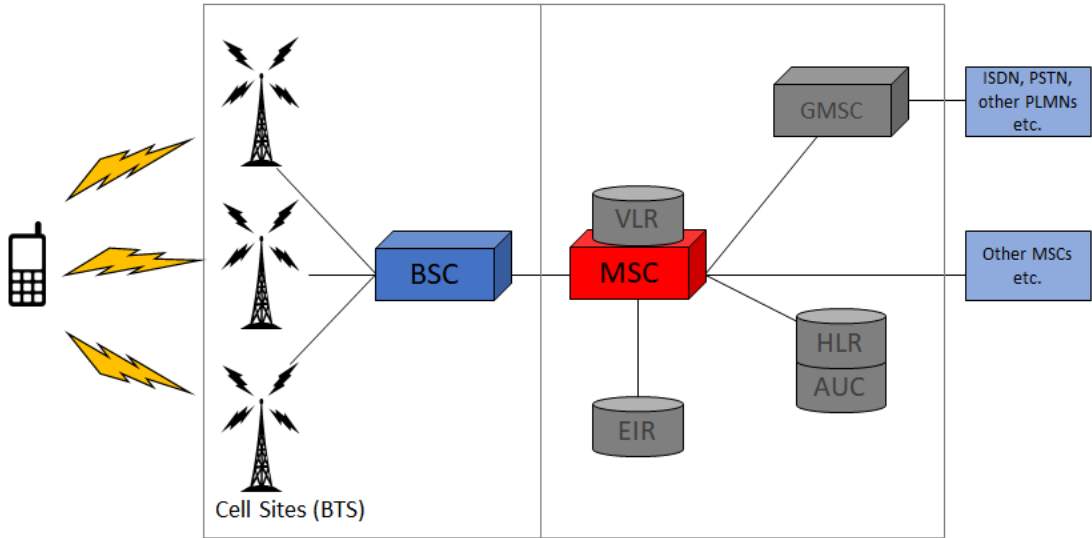 ISDN, PSTN,
other PLMNs
etc.
GMSC
VLR
BSC
MSC
Other MSCs
etc.
HLR
AUC
EIR
Cell Sites (BTS)